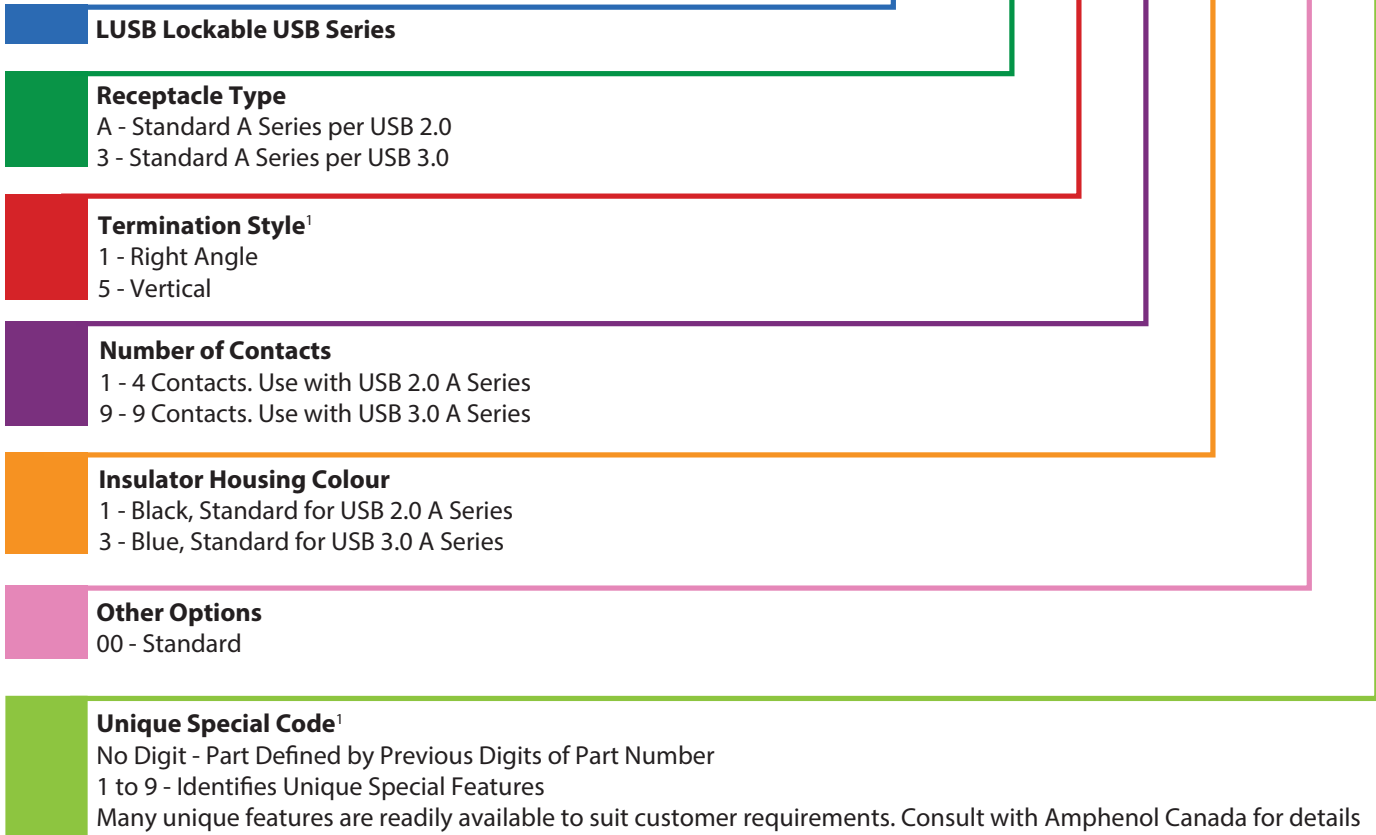 LUSB Lockable USB Series
Receptacle Type
A - Standard A Series per USB 2.0
3 - Standard A Series per USB 3.0
Termination Style¹
1 - Right Angle
5 - Vertical
Number of Contacts
1 - 4 Contacts. Use with USB 2.0 A Series
9 - 9 Contacts. Use with USB 3.0 A Series
Insulator Housing Colour
1 - Black, Standard for USB 2.0 A Series
3 - Blue, Standard for USB 3.0 A Series
Other Options
00 - Standard
Unique Special Code¹
No Digit - Part Defined by Previous Digits of Part Number
1 to 9 - Identifies Unique Special Features
Many unique features are readily available to suit customer requirements. Consult with Amphenol Canada for details